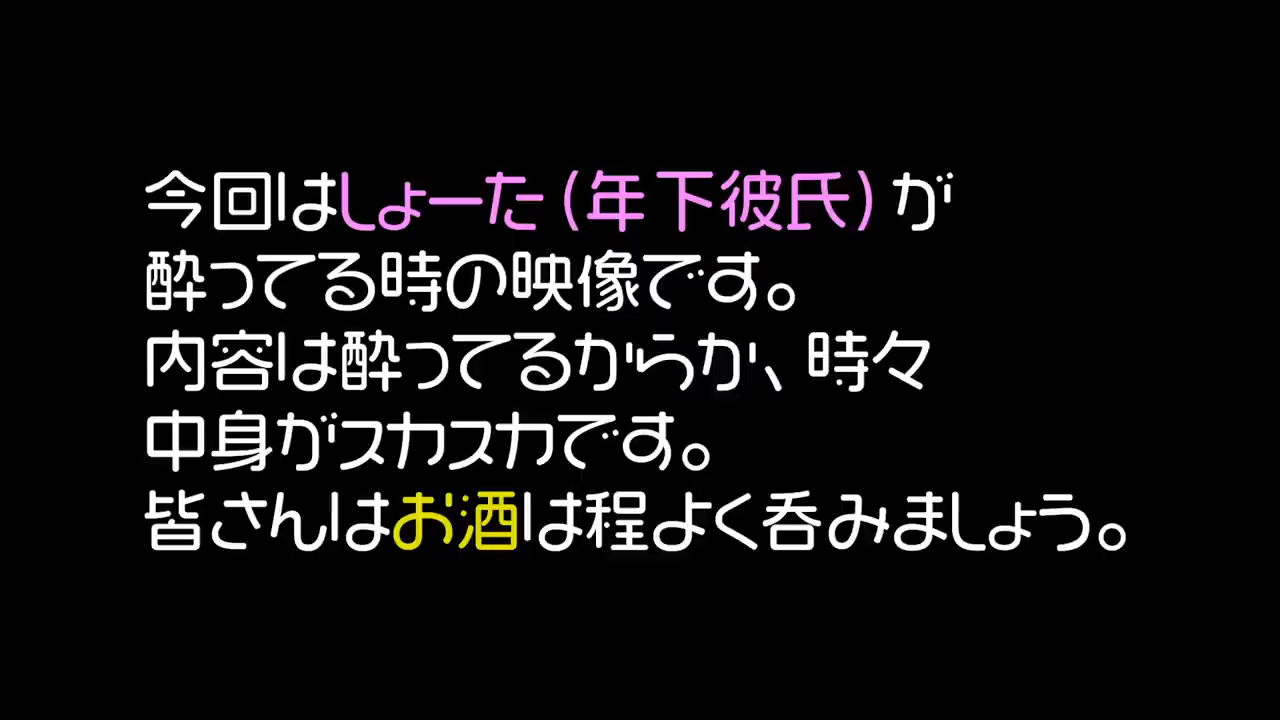 今回はしょーた(年下彼氏)が
酔ってる時の映像です。
内容は酔ってるからか、時々
中身がスカスカです。
皆さんはお酒は程よく呑みましょう。